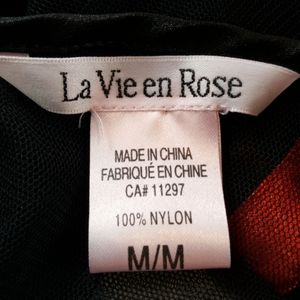 La Vie en Rose
MADE IN CHINA
FABRIQUÉ EN CHINE
CA# 11297
100% NYLON
M/M